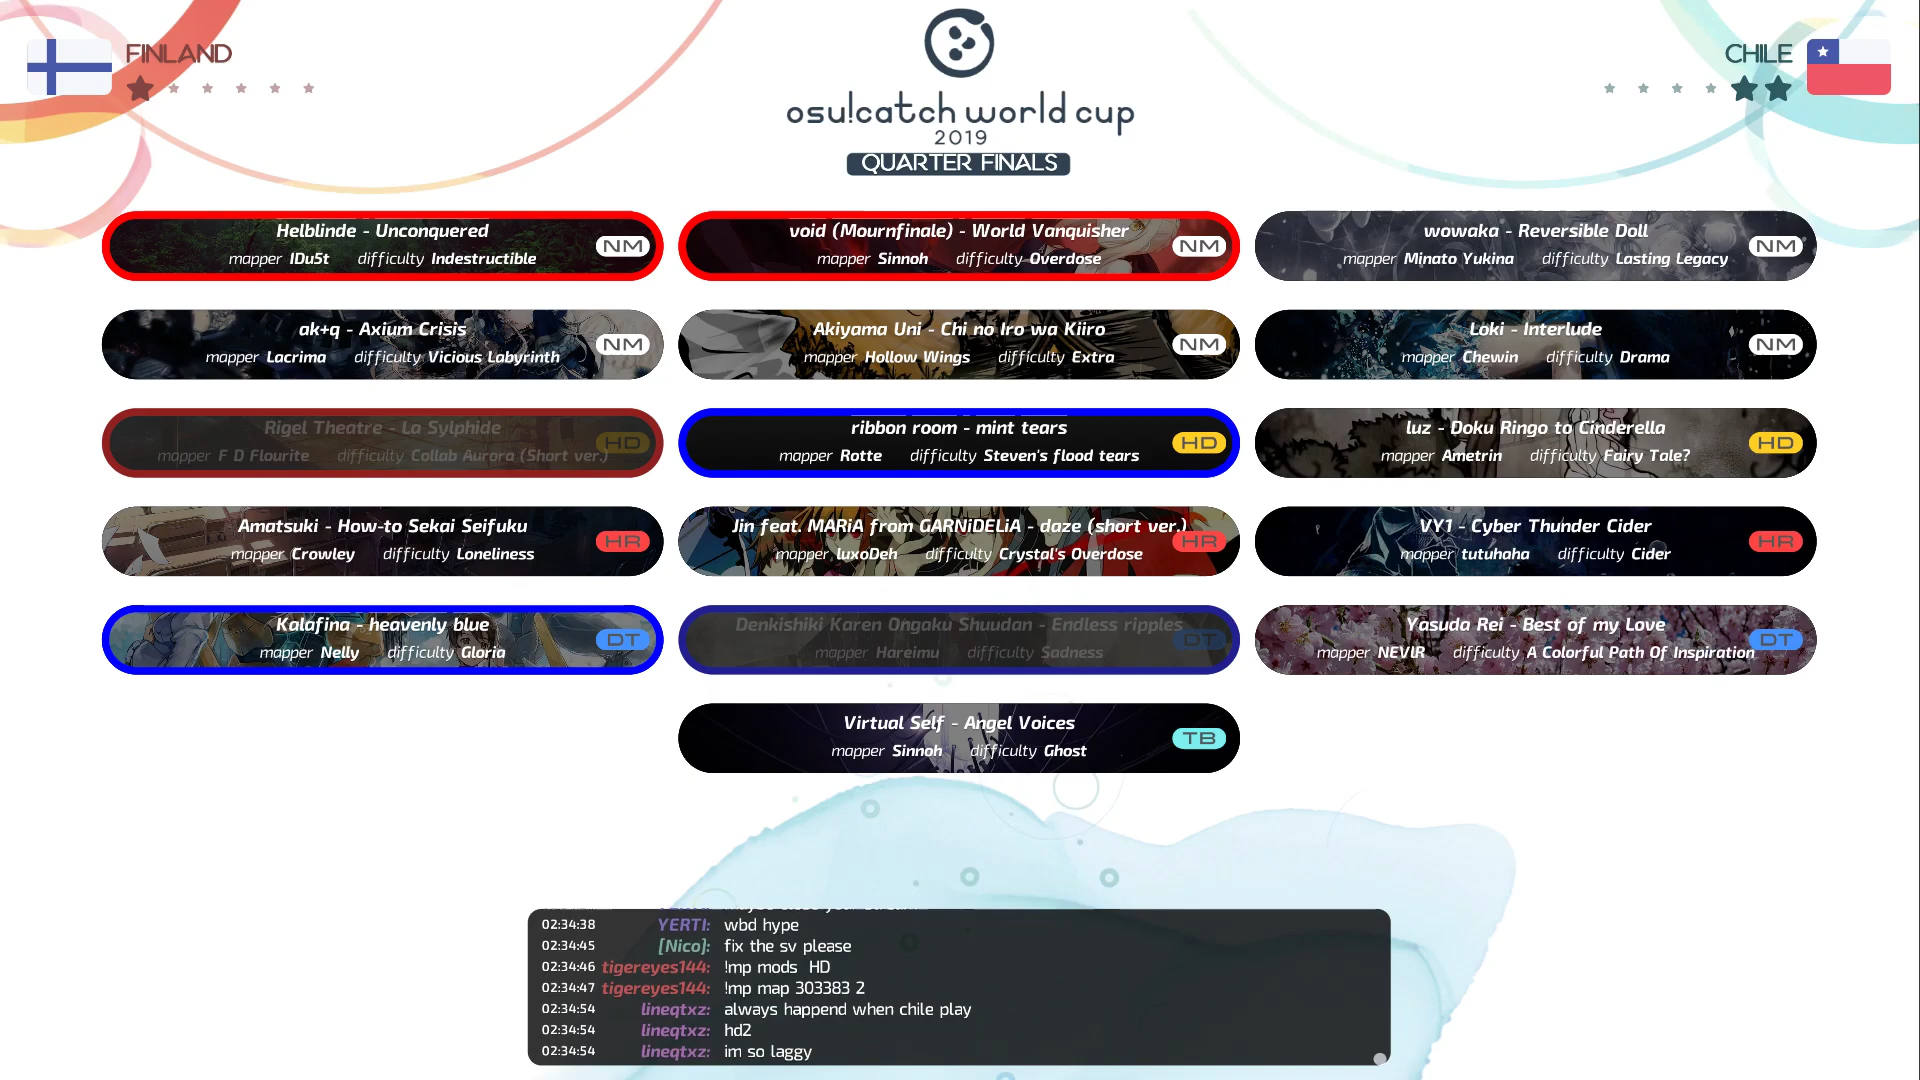 FINLAND
CHILE
osu!catch world cup
2019
QUARTER FINALS
Helblinde - Unconquered
mapper IDu5t difficulty Indestructible
NM
void (Mournfinale) - World Vanquisher
mapper Sinnoh difficulty Overdose
NM
wowaka - Reversible Doll
mapper Minato Yukina difficulty Lasting Legacy
NM
ak+q - Axium Crisis
mapper Lacrima difficulty Vicious Labyrinth
NM
Akiyama Uni - Chi no Iro wa Kiiro
mapper Hollow Wings difficulty Extra
NM
Loki - Interlude
mapper Chewin difficulty Drama
NM
Rigel Theatre - La Sylphide
mapper F D Flourite difficulty Collab Aurora (Short ver.)
HD
ribbon room - mint tears
mapper Rotte difficulty Steven's flood tears
HD
luz - Doku Ringo to Cinderella
mapper Ametrin difficulty Fairy Tale?
HD
Amatsuki - How-to Sekai Seifuku
mapper Crowley difficulty Loneliness
HR
Jin feat. MARiA from GARNiDELiA - daze (short ver.)
mapper luxoDeh difficulty Crystal's Overdose
HR
VY1 - Cyber Thunder Cider
mapper tutuhaha difficulty Cider
HR
Kalafina - heavenly blue
mapper Nelly difficulty Gloria
DT
Denkishiki Karen Ongaku Shuudan - Endless ripples
mapper Hareimu difficulty Sadness
DT
Yasuda Rei - Best of my Love
mapper NEVIR difficulty A Colorful Path Of Inspiration
DT
Virtual Self - Angel Voices
mapper Sinnoh difficulty Ghost
TB
02:34:38 YERTI: wbd hype
02:34:45 [Nico]: fix the sv please
02:34:46 tigereyes144: !mp mods HD
02:34:47 tigereyes144: !mp map 303383 2
02:34:54 lineqtxz: always happend when chile play
02:34:54 lineqtxz: hd2
02:34:54 lineqtxz: im so laggy